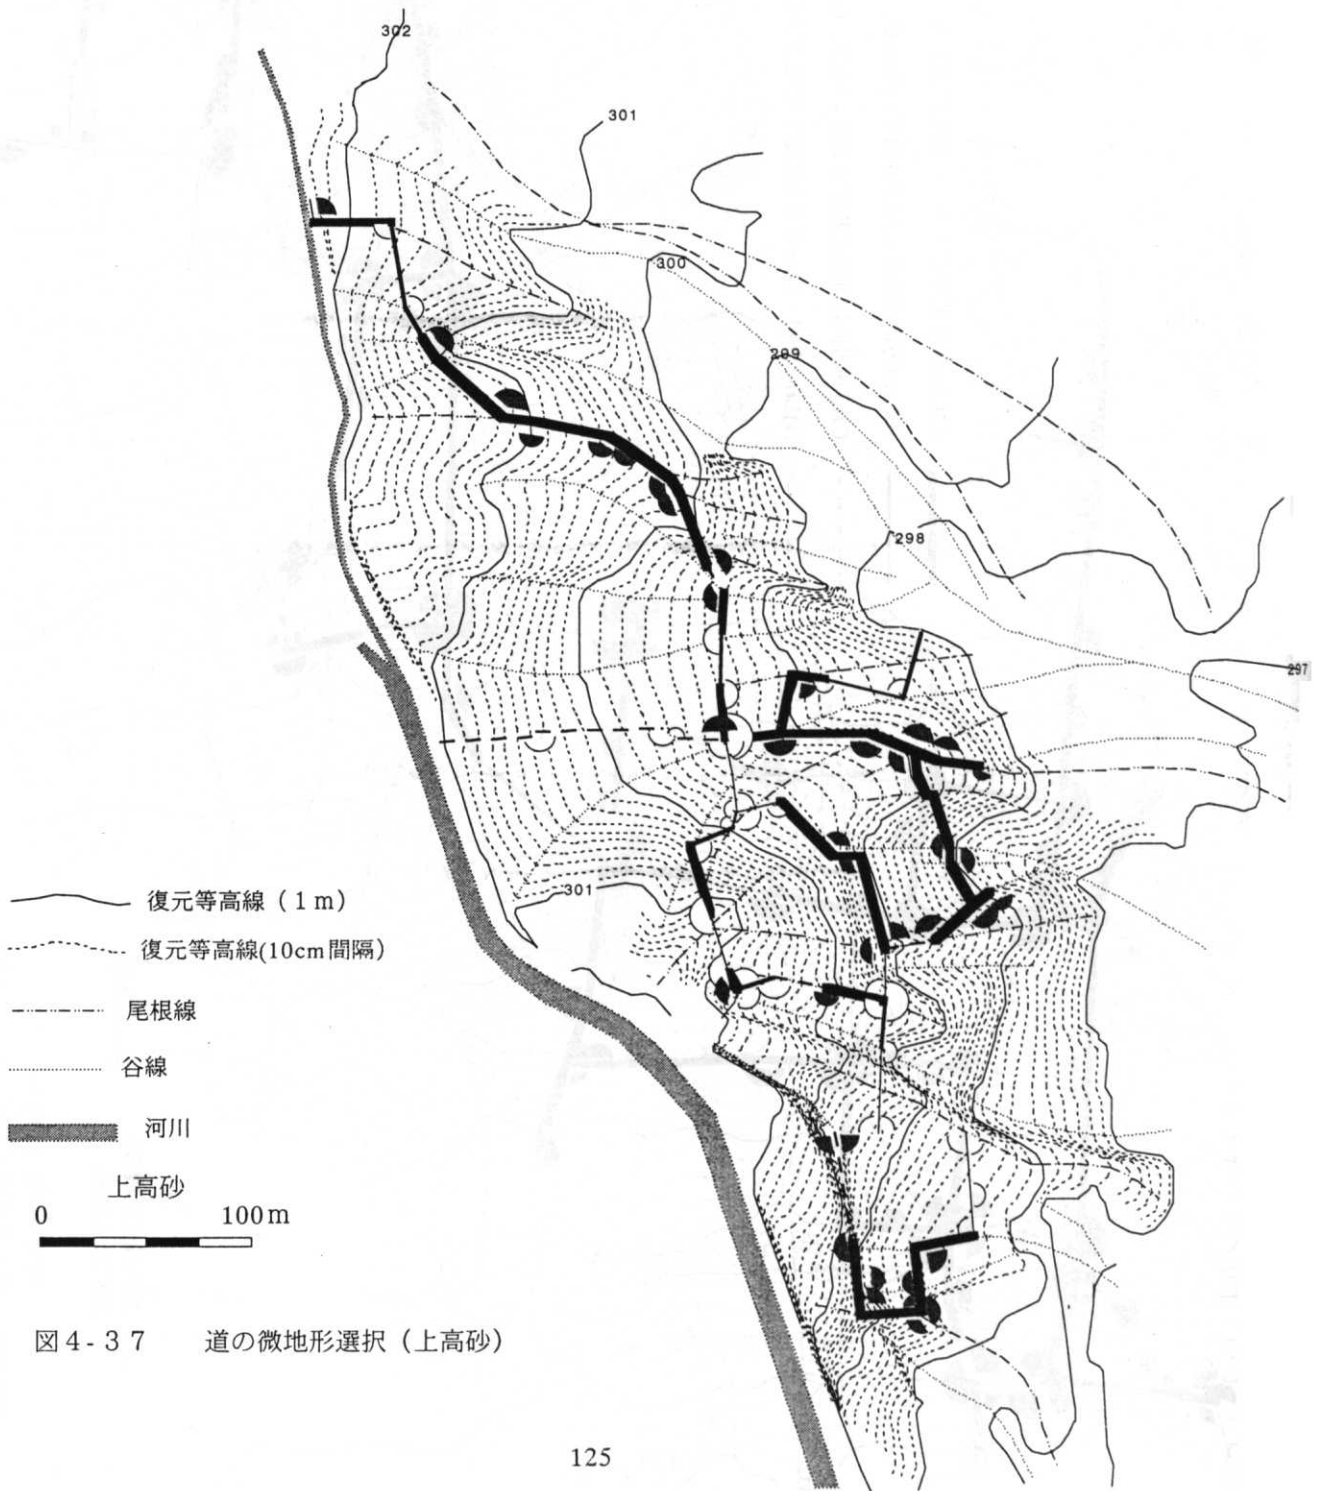 302
301
300
299
298
297
301
復元等高線（１ｍ）
復元等高線(10cm間隔）
尾根線
谷線
河川
上高砂
0 100m
図４-３７ 道の微地形選択（上高砂）
125